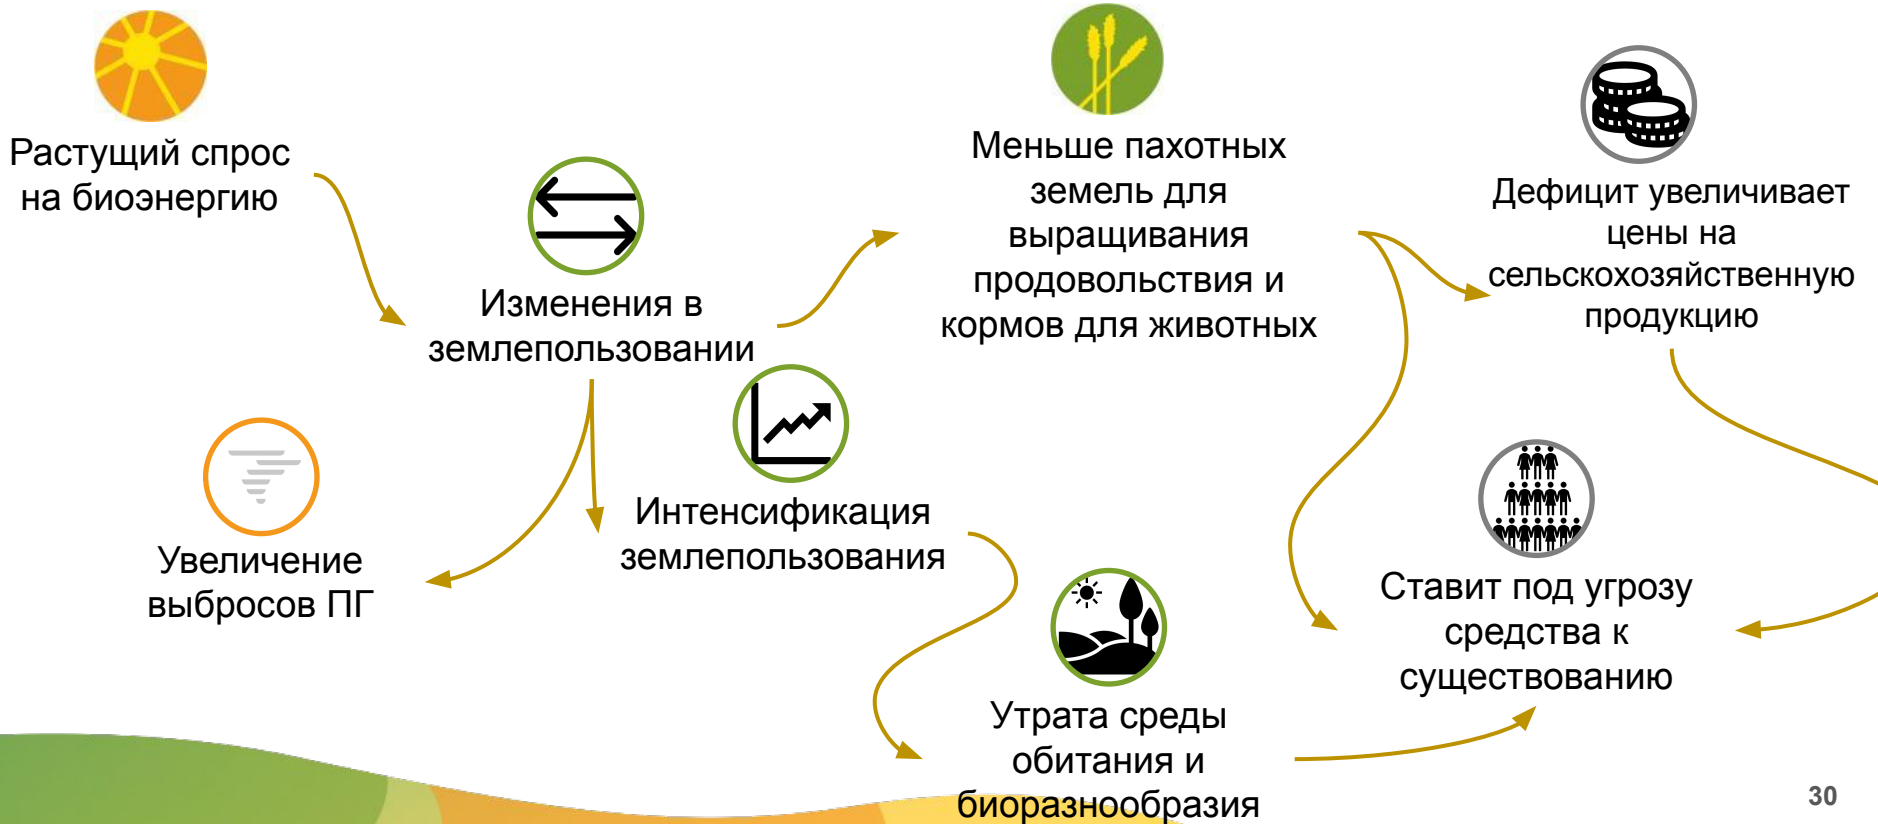 Растущий спрос
на биоэнергию
Изменения в
землепользовании
Меньше пахотных
земель для
выращивания
продовольствия и
кормов для животных
Дефицит увеличивает
цены на
сельскохозяйственную
продукцию
Увеличение
выбросов ПГ
Интенсификация
землепользования
Утрата среды
обитания и
биоразнообразия
Ставит под угрозу
средства к
существованию
30